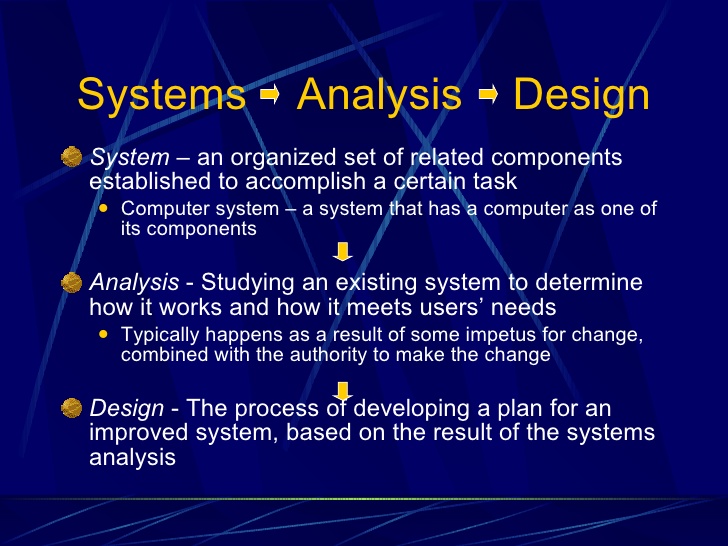 Systems Analysis Design
System – an organized set of related components
established to accomplish a certain task
Computer system – a system that has a computer as one of
its components
Analysis - Studying an existing system to determine
how it works and how it meets users’ needs
Typically happens as a result of some impetus for change,
combined with the authority to make the change
Design - The process of developing a plan for an
improved system, based on the result of the systems
analysis